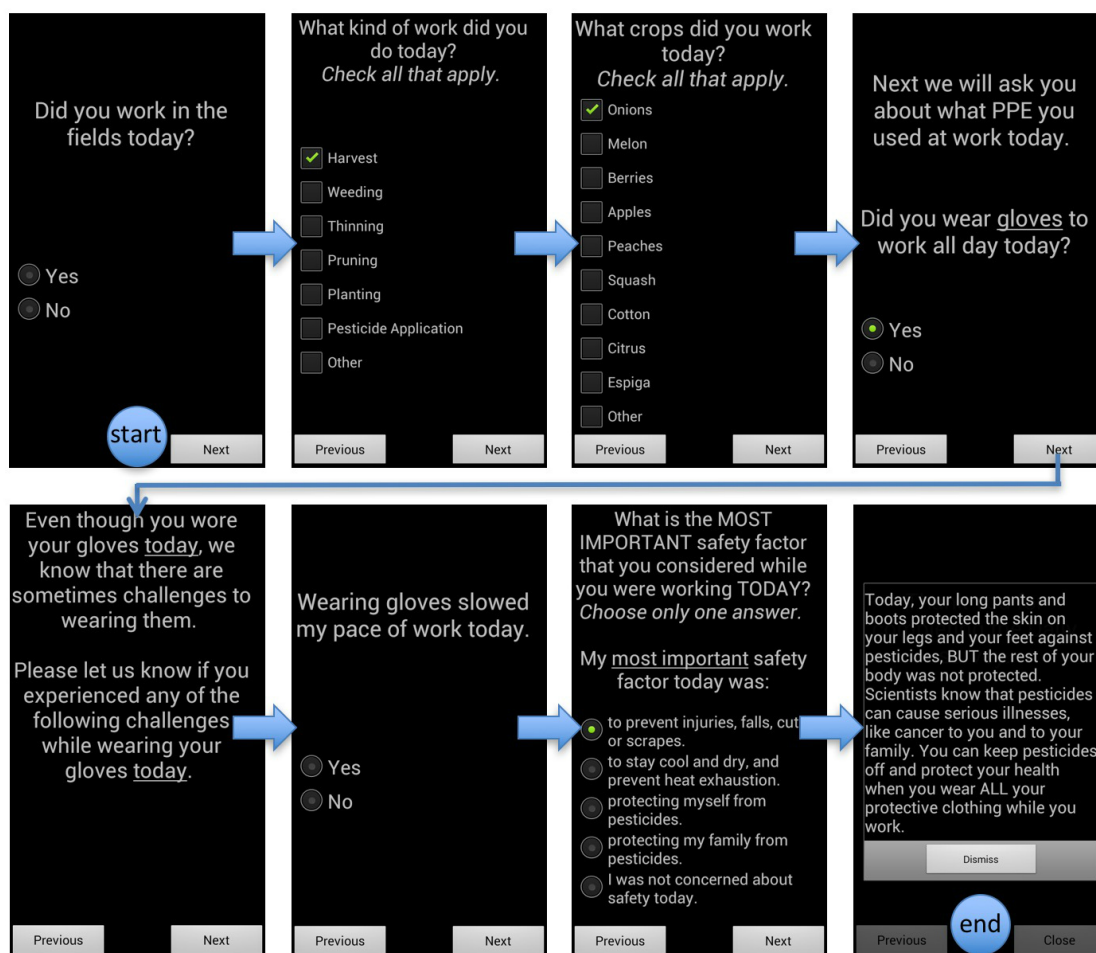 Did you work in the
fields today?
Yes
No
start
Next
What kind of work did you
do today?
Check all that apply.
Harvest
Weeding
Thinning
Pruning
Planting
Pesticide Application
Other
Previous
Next
What crops did you work
today?
Check all that apply.
Onions
Melon
Berries
Apples
Peaches
Squash
Cotton
Citrus
Espiga
Other
Previous
Next
Next we will ask you
about what PPE you
used at work today.
Did you wear gloves to
work all day today?
Yes
No
Previous
Next
Even though you wore
your gloves today, we
know that there are
sometimes challenges to
wearing them.
Please let us know if you
experienced any of the
following challenges
while wearing your
gloves today.
Previous
Next
Wearing gloves slowed
my pace of work today.
Yes
No
Previous
Next
What is the MOST
IMPORTANT safety factor
that you considered while
you were working TODAY?
Choose only one answer.
My most important safety
factor today was:
to prevent injuries, falls, cut
or scrapes.
to stay cool and dry, and
prevent heat exhaustion.
protecting myself from
pesticides.
protecting my family from
pesticides.
I was not concerned about
safety today.
Previous
Next
Today, your long pants and
boots protected the skin on
your legs and your feet against
pesticides, BUT the rest of your
body was not protected.
Scientists know that pesticides
can cause serious illnesses,
like cancer to you and to your
family. You can keep pesticides
off and protect your health
when you wear ALL your
protective clothing while you
work.
Dismiss
Previous
end
Close